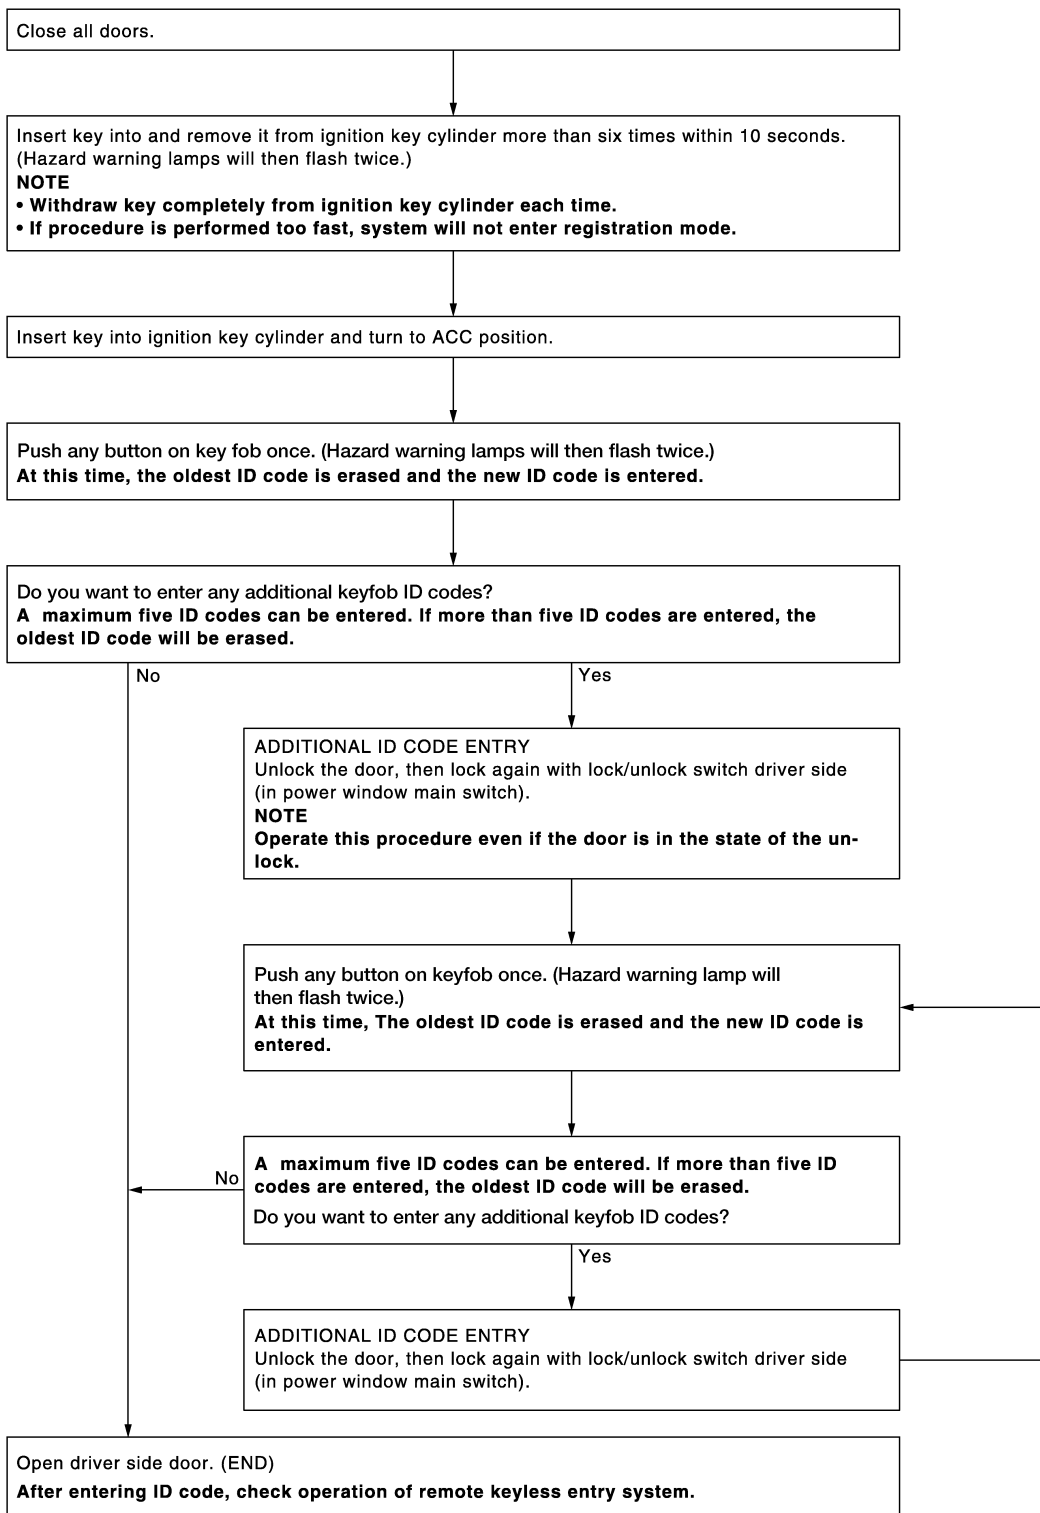 Close all doors.
Insert key into and remove it from ignition key cylinder more than six times within 10 seconds.
(Hazard warning lamps will then flash twice.)
NOTE
• Withdraw key completely from ignition key cylinder each time.
• If procedure is performed too fast, system will not enter registration mode.
Insert key into ignition key cylinder and turn to ACC position.
Push any button on key fob once. (Hazard warning lamps will then flash twice.)
At this time, the oldest ID code is erased and the new ID code is entered.
Do you want to enter any additional keyfob ID codes?
A  maximum five ID codes can be entered. If more than five ID codes are entered, the
oldest ID code will be erased.
No
Yes
ADDITIONAL ID CODE ENTRY
Unlock the door, then lock again with lock/unlock switch driver side
(in power window main switch).
NOTE
Operate this procedure even if the door is in the state of the un-
lock.
Push any button on keyfob once. (Hazard warning lamp will
then flash twice.)
At this time, The oldest ID code is erased and the new ID code is
entered.
No
A  maximum five ID codes can be entered. If more than five ID
codes are entered, the oldest ID code will be erased.
Do you want to enter any additional keyfob ID codes?
Yes
ADDITIONAL ID CODE ENTRY
Unlock the door, then lock again with lock/unlock switch driver side
(in power window main switch).
Open driver side door. (END)
After entering ID code, check operation of remote keyless entry system.